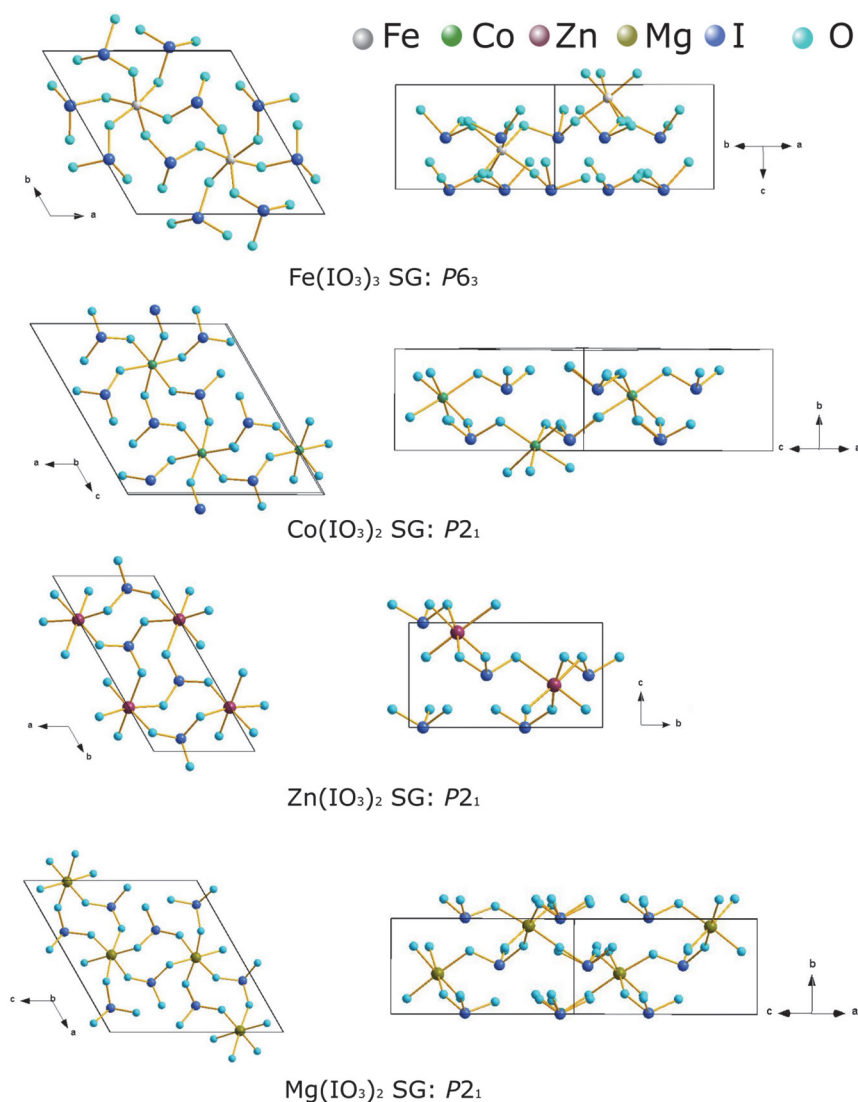 Fe Co Zn Mg I O
b
a
b a
c
Fe(IO₃)₃ SG: P6₃
a b
c
b
c a
Co(IO₃)₂ SG: P2₁
a
b
c
b
Zn(IO₃)₂ SG: P2₁
c b
a
b
c a
Mg(IO₃)₂ SG: P2₁